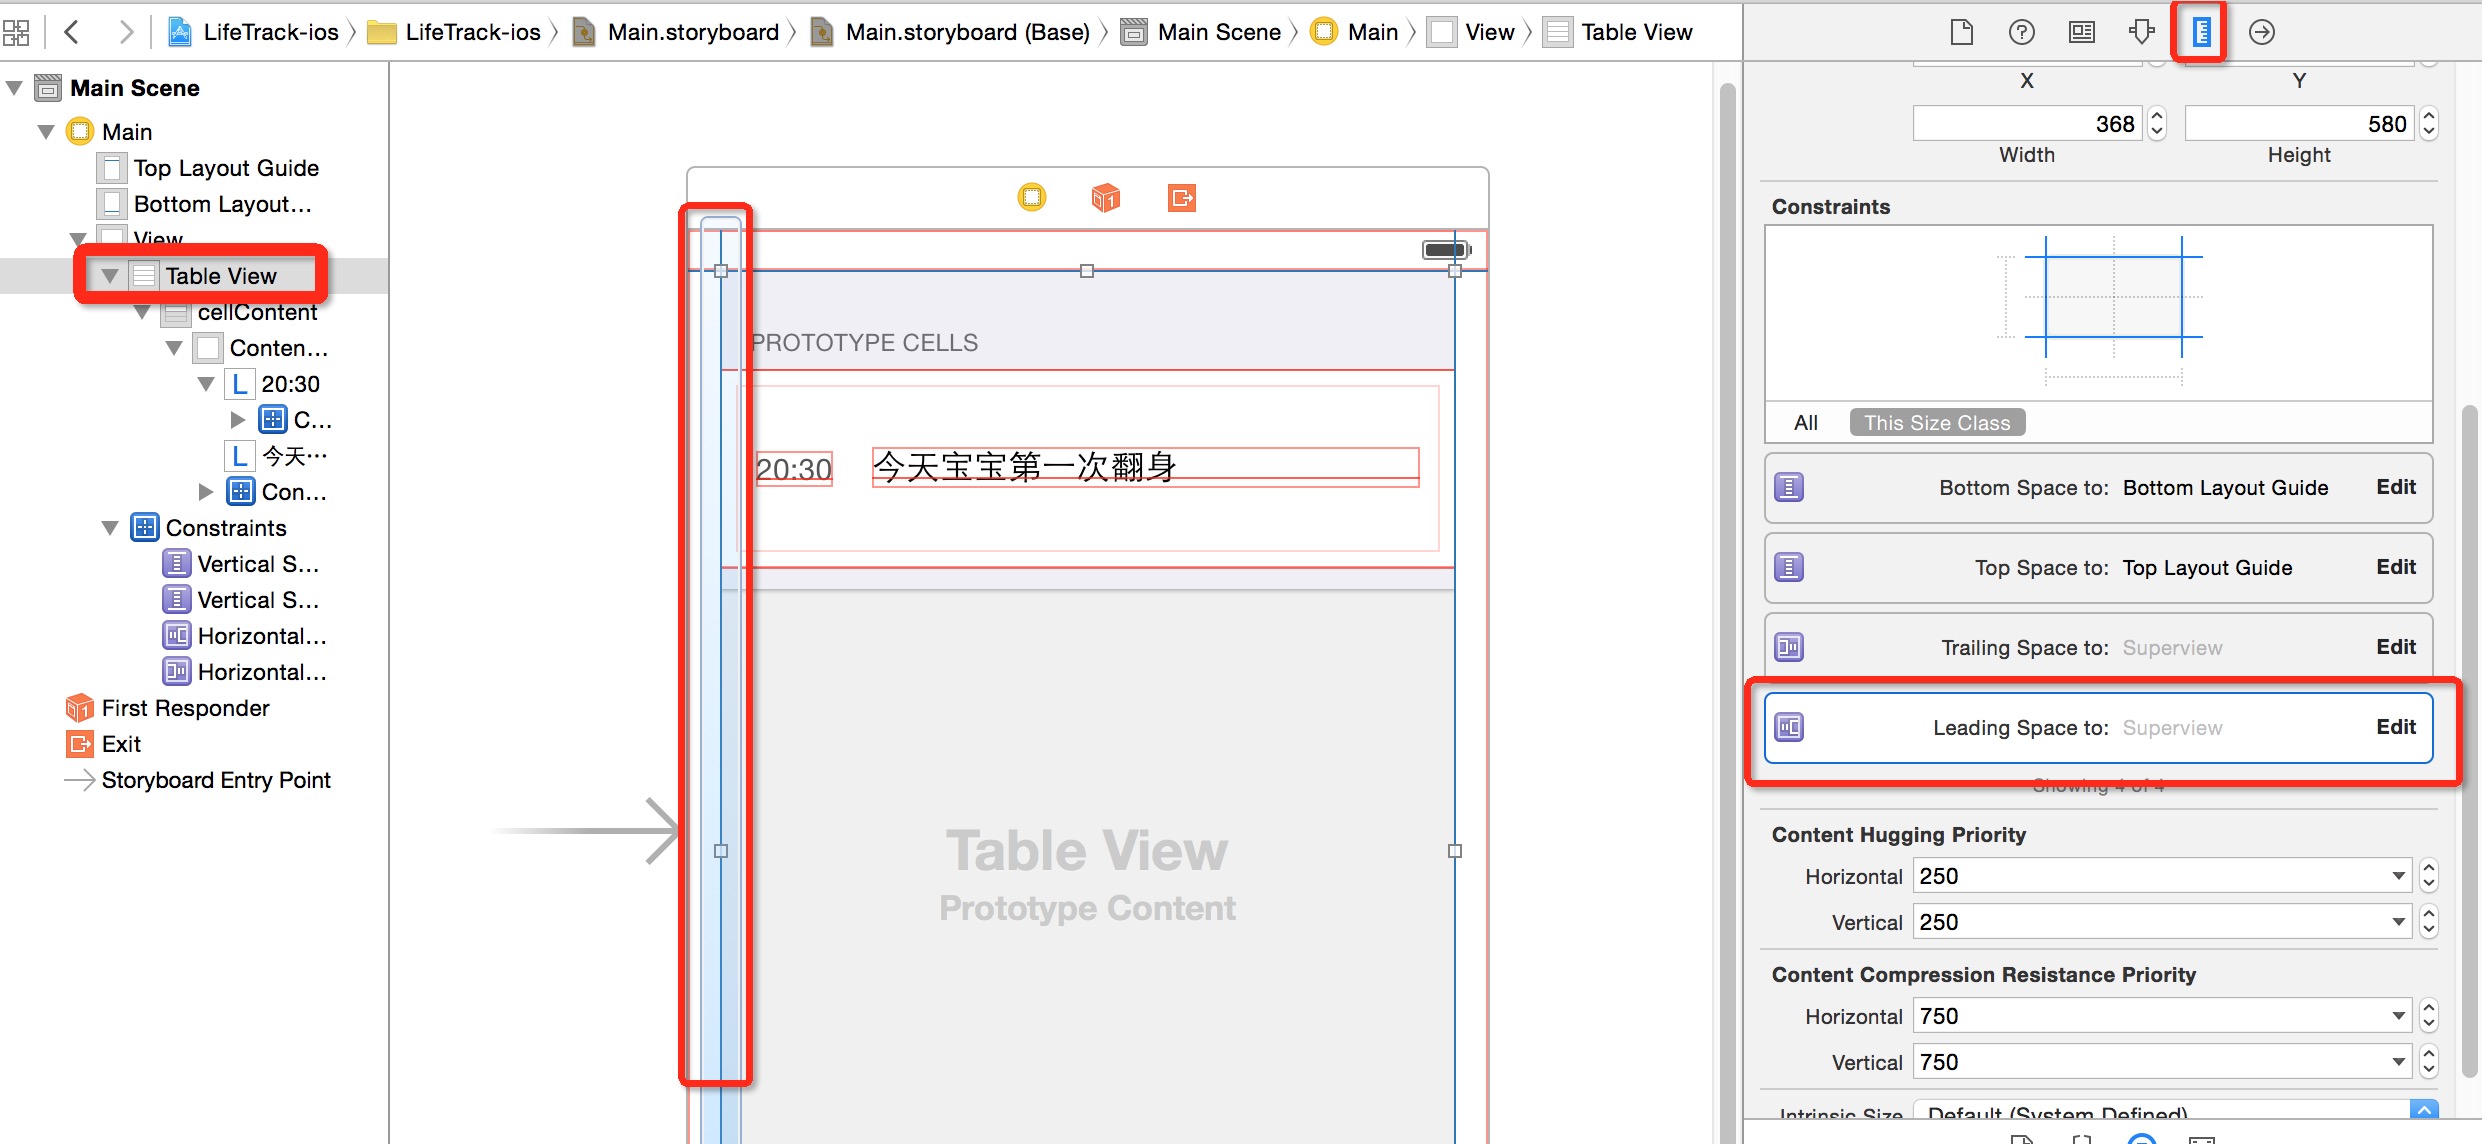 LifeTrack-ios
LifeTrack-ios
Main.storyboard
Main.storyboard (Base)
Main Scene
Main
View
Table View
Main Scene
Main
Top Layout Guide
Bottom Layout...
View
Table View
cellContent
Conten...
L 20:30
C...
L 今天...
Con...
Constraints
Vertical S...
Vertical S...
Horizontal...
Horizontal...
First Responder
Exit
Storyboard Entry Point
PROTOTYPE CELLS
20:30 今天宝宝第一次翻身
Table View
Prototype Content
X Y
368 580
Width Height
Constraints
All This Size Class
Bottom Space to: Bottom Layout Guide Edit
Top Space to: Top Layout Guide Edit
Trailing Space to: Superview Edit
Leading Space to: Superview Edit
Showing 4 of 4
Content Hugging Priority
Horizontal 250
Vertical 250
Content Compression Resistance Priority
Horizontal 750
Vertical 750
Intrinsic Size Default (System Defined)